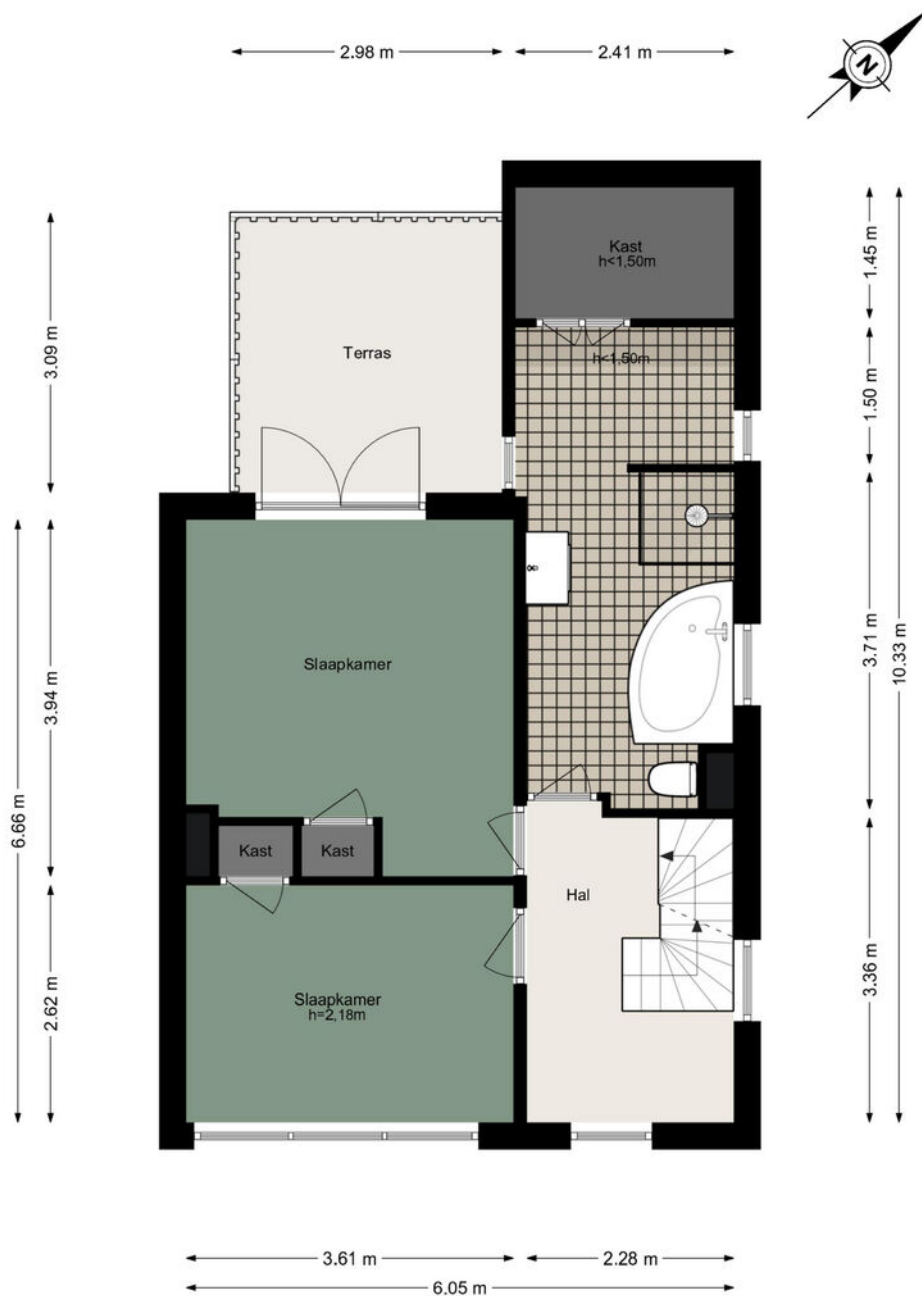 2.98 m
2.41 m
N
1.45 m
Kast
h<1,50m
3.09 m
Terras
h<1,50m
1.50 m
Slaapkamer
3.94 m
3.71 m
10.33 m
6.66 m
Kast
Kast
Hal
2.62 m
Slaapkamer
h=2,18m
3.36 m
3.61 m
2.28 m
6.05 m